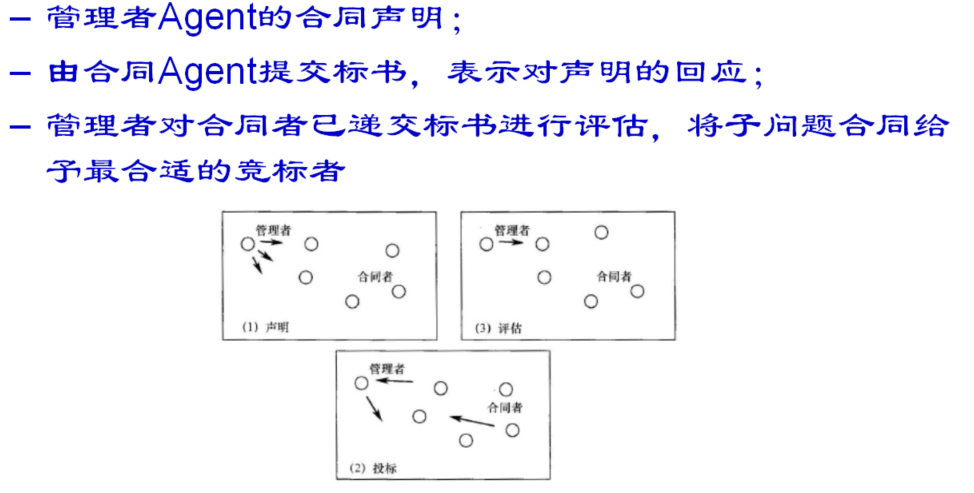 – 管理者Agent的合同声明；
– 由合同Agent提交标书，表示对声明的回应；
– 管理者对合同者已递交标书进行评估，将子问题合同给
予最合适的竞标者
管理者
合同者
(1) 声明
管理者
合同者
(3) 评估
管理者
合同者
(2) 投标